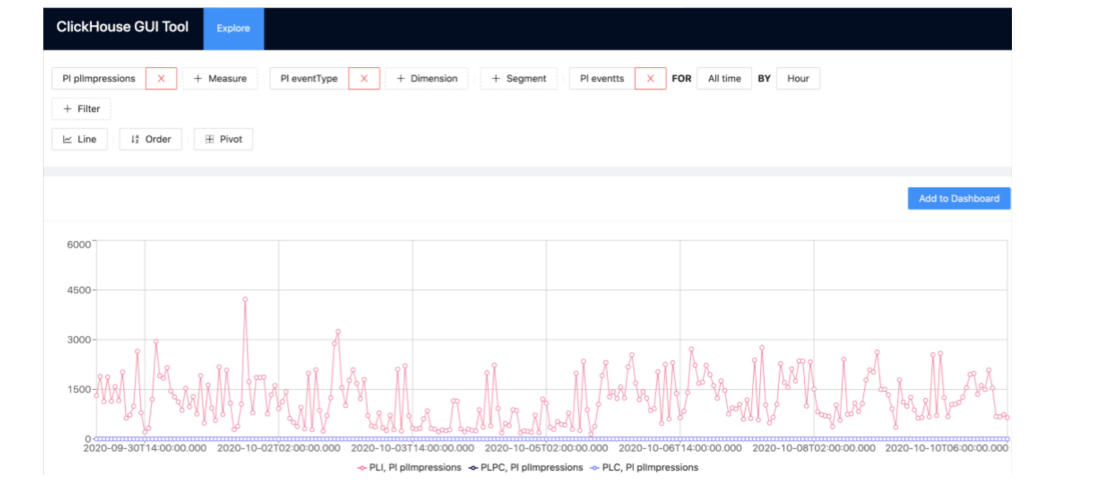 ClickHouse GUI Tool Explore
Pl plImpressions X + Measure Pl eventType X + Dimension + Segment Pl eventts X FOR All time BY Hour
+ Filter
Line Order Pivot
Add to Dashboard
6000
4500
3000
1500
0
2020-09-30T14:00:00.000 2020-10-02T02:00:00.000 2020-10-03T14:00:00.000 2020-10-05T02:00:00.000 2020-10-06T14:00:00.000 2020-10-08T02:00:00.000 2020-10-10T06:00:00.000
PLI, Pl plImpressions PLPC, Pl plImpressions PLC, Pl plImpressions